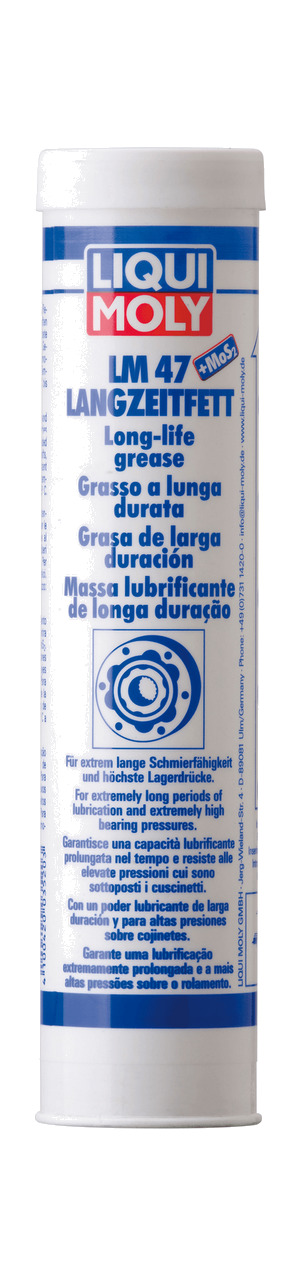 LIQUI
MOLY
LM 47
+MoS₂
LANGZEITFETT
Long-life
grease
Grasso a lunga
durata
Grasa de larga
duración
Massa lubrificante
de longa duração
Für extrem lange Schmierfähigkeit
und höchste Lagerdrücke.
For extremely long periods of
lubrication and extremely high
bearing pressures.
Garantisce una capacità lubrificante
prolungata nel tempo e resiste alle
elevate pressioni cui sono
sottoposti i cuscinetti.
Con un poder lubricante de larga
duración y para altas presiones
sobre cojinetes.
Garante uma lubrificação
extremamente prolongada e a mais
altas pressões sobre o rolamento.
LIQUI MOLY GMBH · Jerg-Wieland-Str. 4 · D-89081 Ulm/Germany · Phone: +49(0)731 1420-0 · info@liqui-moly.de · www.liqui-moly.de